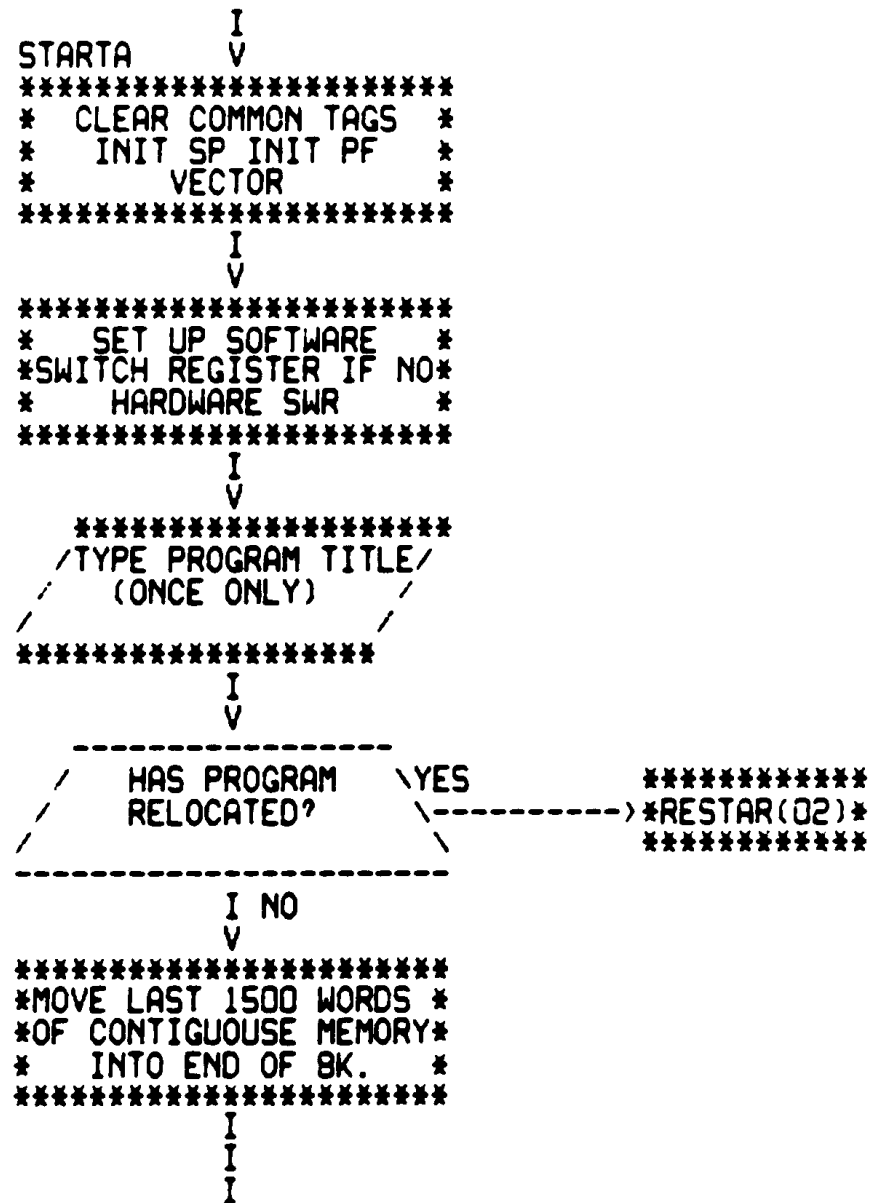 I
V
STARTA
***********************
* CLEAR COMMON TAGS *
* INIT SP INIT PF *
* VECTOR *
***********************
I
V
***********************
* SET UP SOFTWARE *
*SWITCH REGISTER IF NO*
* HARDWARE SWR *
***********************
I
V
********************
/TYPE PROGRAM TITLE/
/ (ONCE ONLY) /
/ /
*******************
I
V
-----------------
/ HAS PROGRAM \YES ************
/ RELOCATED? \---------->*RESTAR(02)*
/ \ ************
-----------------------
I NO
V
***********************
*MOVE LAST 1500 WORDS *
*OF CONTIGUOUSE MEMORY*
* INTO END OF 8K. *
***********************
I
I
I